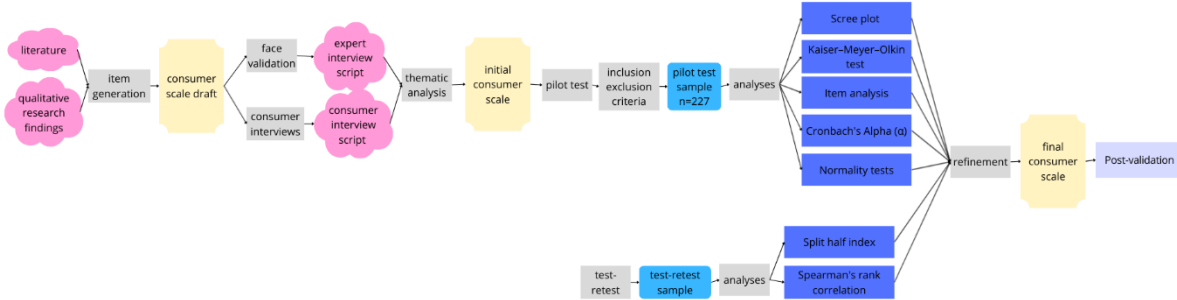 literature
qualitative
research
findings
item
generation
consumer
scale draft
face
validation
consumer
interviews
expert
interview
script
consumer
interview
script
thematic
analysis
initial
consumer
scale
pilot test
inclusion
exclusion
criteria
pilot test
sample
n=227
analyses
Scree plot
Kaiser–Meyer–Olkin
test
Item analysis
Cronbach's Alpha (α)
Normality tests
refinement
final
consumer
scale
Post-validation
test-
retest
test-retest
sample
analyses
Split half index
Spearman's rank
correlation